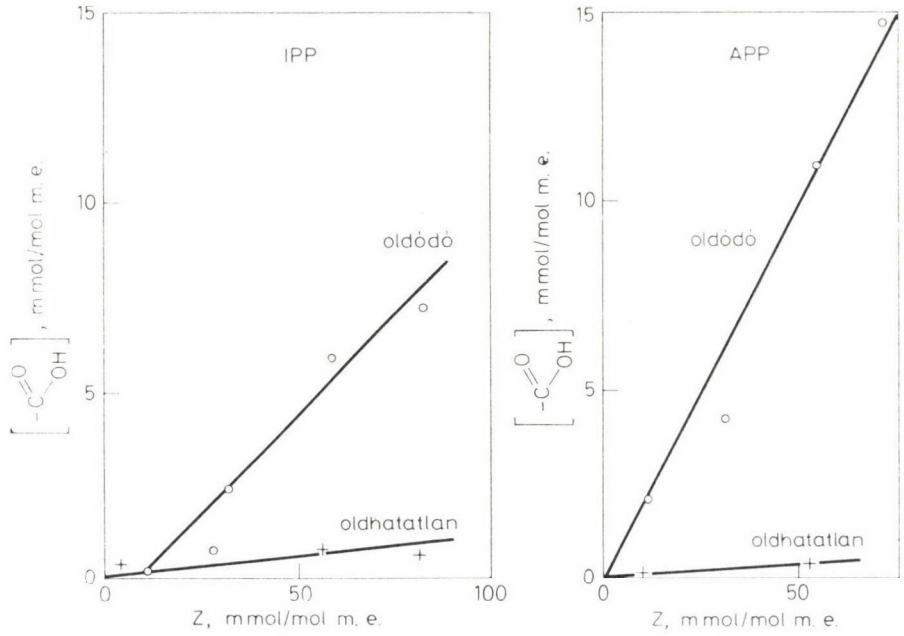 IPP
15
10
5
0
[-C(=O)OH], mmol/mol m. e.
oldódó
oldhatatlan
0 50 100
Z, mmol/mol m. e.
APP
15
10
5
0
[-C(=O)OH], mmol/mol m. e.
oldódó
oldhatatlan
0 50
Z, mmol/mol m. e.